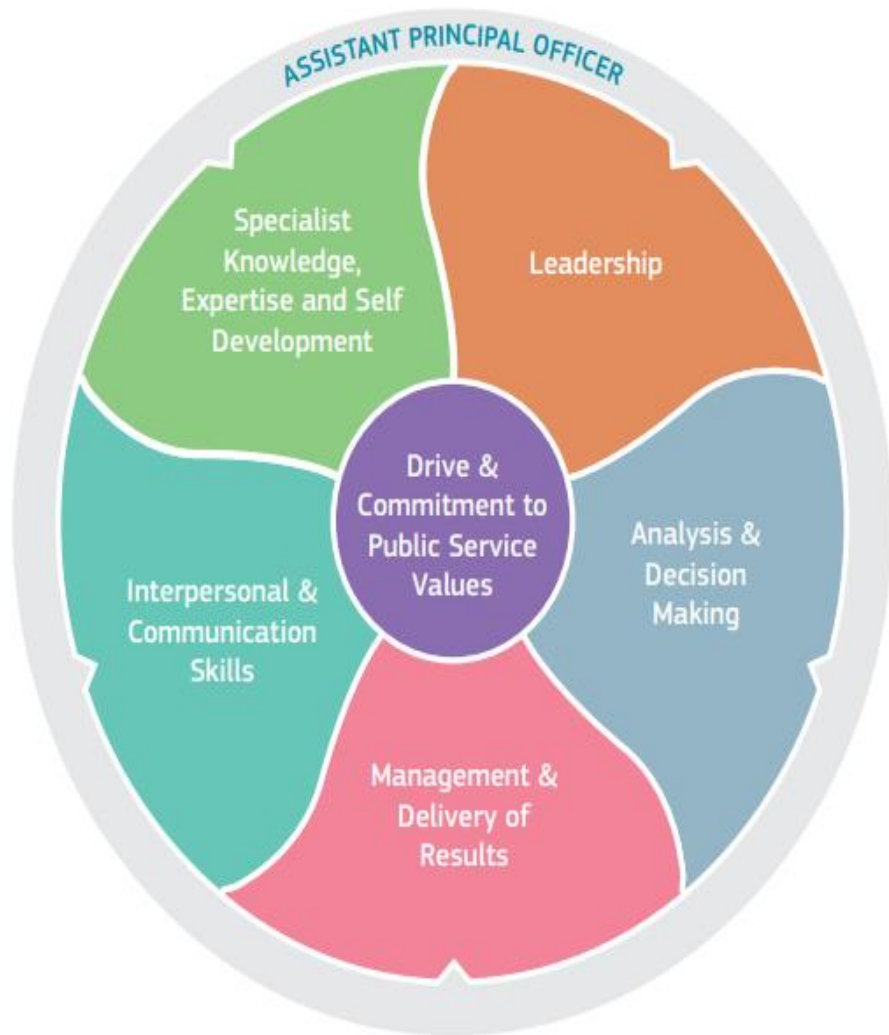 ASSISTANT PRINCIPAL OFFICER
Specialist
Knowledge,
Expertise and Self
Development
Leadership
Drive &
Commitment to
Public Service
Values
Analysis &
Decision
Making
Interpersonal &
Communication
Skills
Management &
Delivery of
Results